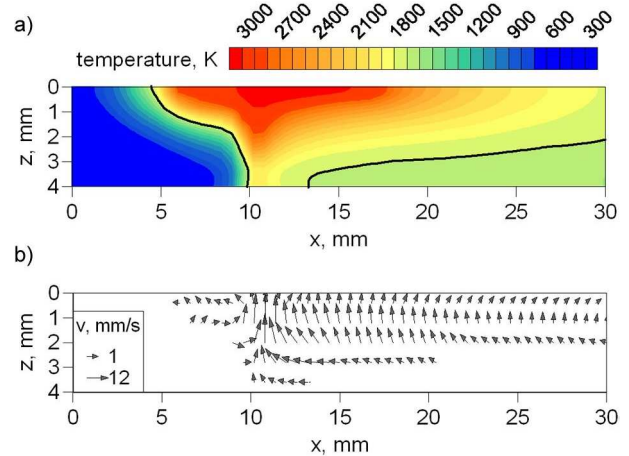 a)
temperature, K
3000 2700 2400 2100 1800 1500 1200 900 600 300
z, mm
0
1
2
3
4
0 5 10 15 20 25 30
x, mm
b)
z, mm
0
1
2
3
4
v, mm/s
1
12
0 5 10 15 20 25 30
x, mm